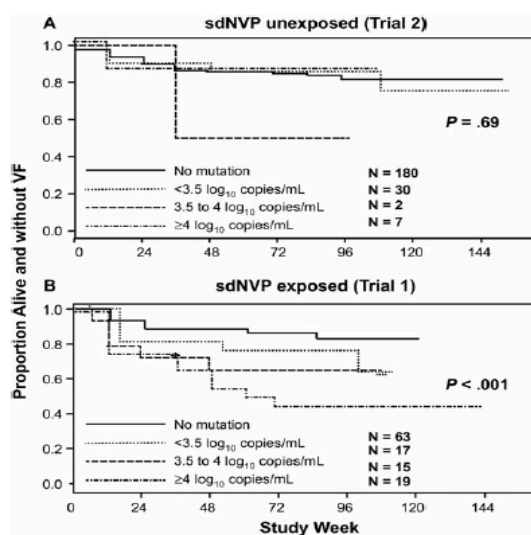 A sdNVP unexposed (Trial 2)
1.0
0.8
0.6
0.4
0.2
0
P = .69
No mutation N = 180
<3.5 log10 copies/mL N = 30
3.5 to 4 log10 copies/mL N = 2
≥4 log10 copies/mL N = 7
0 24 48 72 96 120 144
Proportion Alive and without VF
B sdNVP exposed (Trial 1)
1.0
0.8
0.6
0.4
0.2
0
P < .001
No mutation N = 63
<3.5 log10 copies/mL N = 17
3.5 to 4 log10 copies/mL N = 15
≥4 log10 copies/mL N = 19
0 24 48 72 96 120 144
Study Week